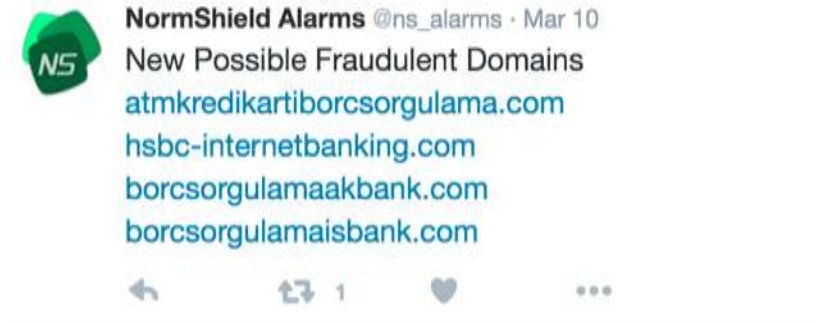 NormShield Alarms @ns_alarms · Mar 10
NS
New Possible Fraudulent Domains
atmkredikartiborcsorgulama.com
hsbc-internetbanking.com
borcsorgulamaakbank.com
borcsorgulamaisbank.com
1